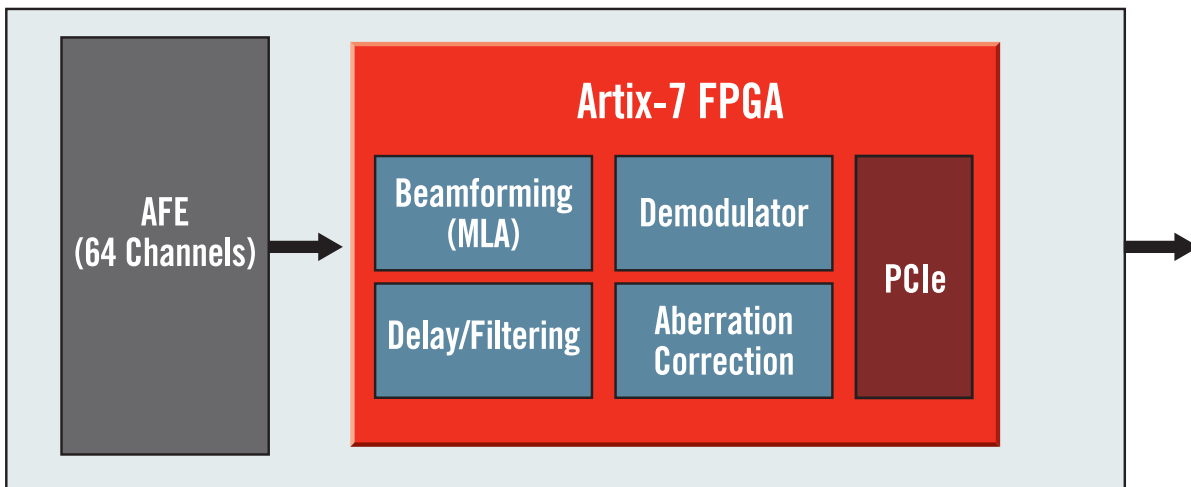 AFE
(64 Channels)
Artix-7 FPGA
Beamforming
(MLA)
Demodulator
Delay/Filtering
Aberration
Correction
PCIe